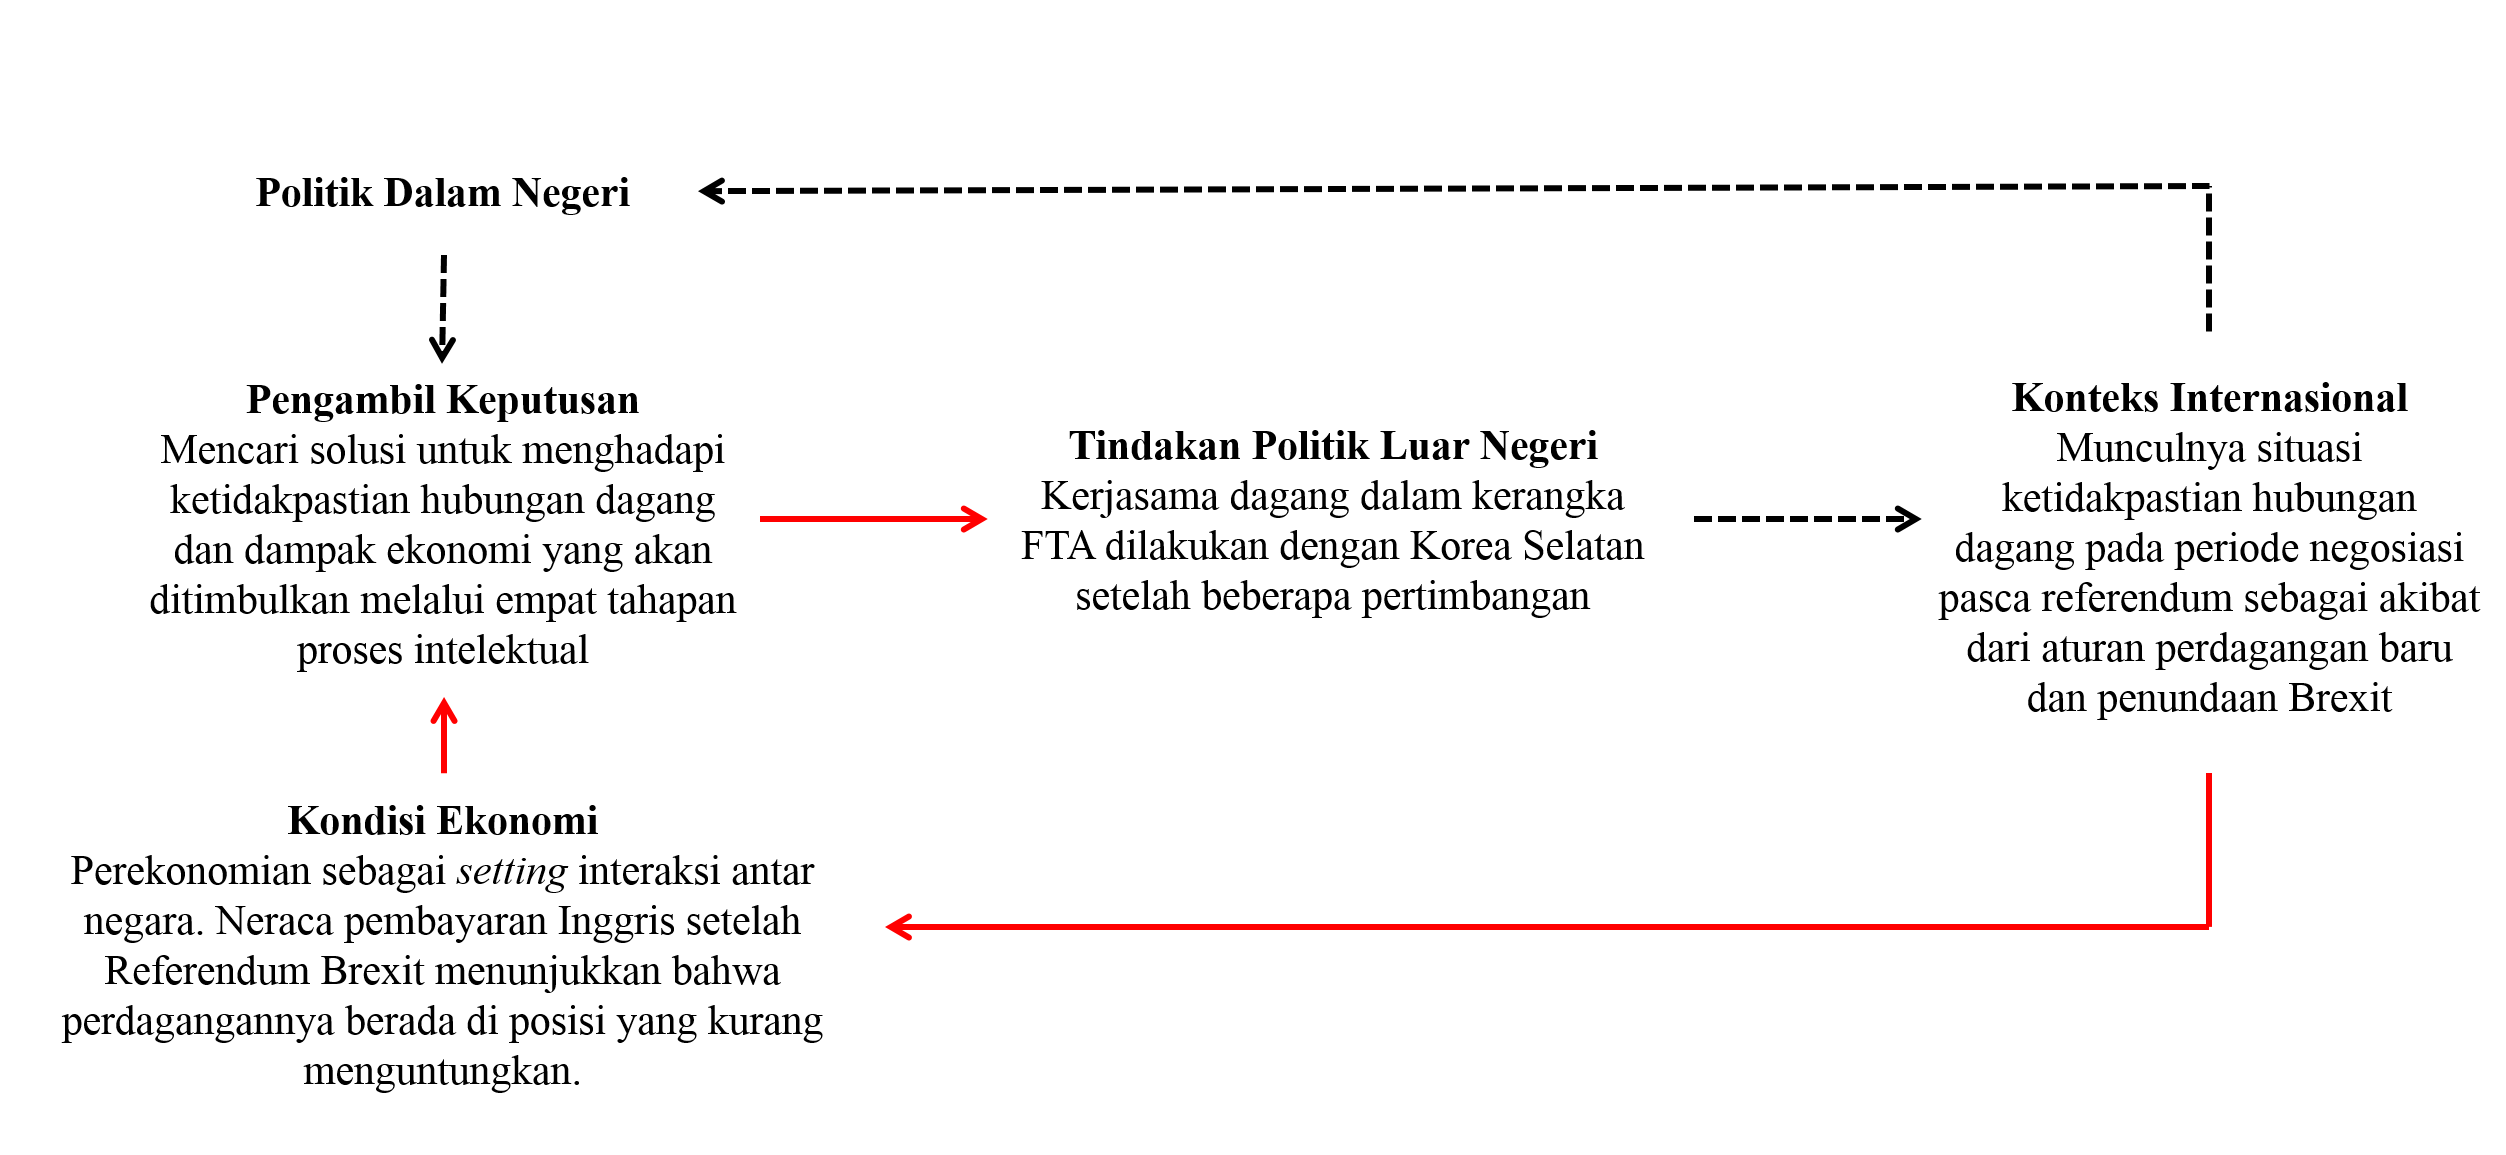 Politik Dalam Negeri
Pengambil Keputusan
Mencari solusi untuk menghadapi
ketidakpastian hubungan dagang
dan dampak ekonomi yang akan
ditimbulkan melalui empat tahapan
proses intelektual
Tindakan Politik Luar Negeri
Kerjasama dagang dalam kerangka
FTA dilakukan dengan Korea Selatan
setelah beberapa pertimbangan
Konteks Internasional
Munculnya situasi
ketidakpastian hubungan
dagang pada periode negosiasi
pasca referendum sebagai akibat
dari aturan perdagangan baru
dan penundaan Brexit
Kondisi Ekonomi
Perekonomian sebagai setting interaksi antar
negara. Neraca pembayaran Inggris setelah
Referendum Brexit menunjukkan bahwa
perdagangannya berada di posisi yang kurang
menguntungkan.